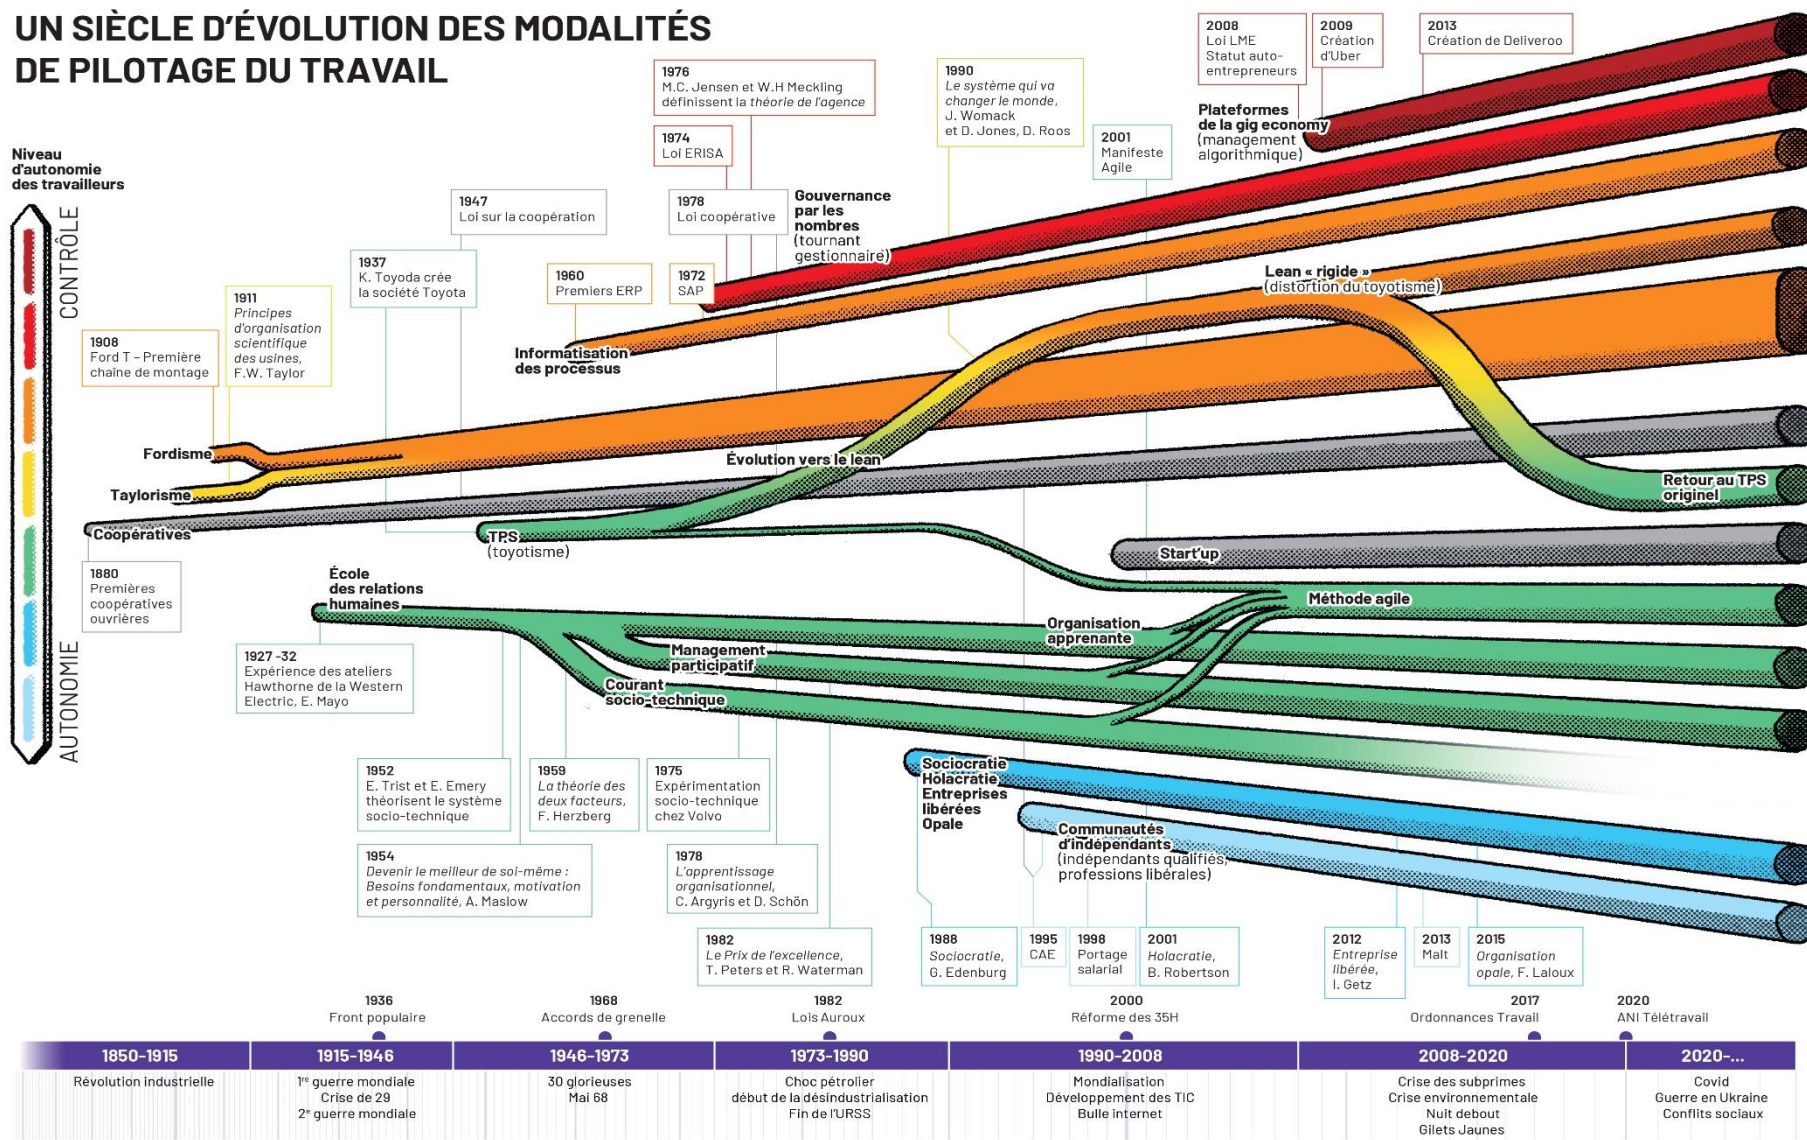 UN SIÈCLE D'ÉVOLUTION DES MODALITÉS
DE PILOTAGE DU TRAVAIL
Niveau
d'autonomie
des travailleurs
CONTRÔLE
AUTONOMIE
1908
Ford T – Première
chaîne de montage
1911
Principes
d'organisation
scientifique
des usines,
F.W. Taylor
1937
K. Toyoda crée
la société Toyota
1947
Loi sur la coopération
1960
Premiers ERP
1972
SAP
1974
Loi ERISA
1976
M.C. Jensen et W.H Meckling
définissent la théorie de l'agence
1978
Loi coopérative
1990
Le système qui va
changer le monde,
J. Womack
et D. Jones, D. Roos
2001
Manifeste
Agile
2008
Loi LME
Statut auto-
entrepreneurs
2009
Création
d'Uber
2013
Création de Deliveroo
Plateformes
de la gig economy
(management
algorithmique)
Gouvernance
par les
nombres
(tournant
gestionnaire)
Informatisation
des processus
Lean « rigide »
(distortion du toyotisme)
Fordisme
Taylorisme
Coopératives
Évolution vers le lean
Retour au TPS
originel
TPS
(toyotisme)
Start'up
1880
Premières
coopératives
ouvrières
École
des relations
humaines
Méthode agile
Organisation
apprenante
Management
participatif
Courant
socio-technique
1927 -32
Expérience des ateliers
Hawthorne de la Western
Electric, E. Mayo
1952
E. Trist et E. Emery
théorisent le système
socio-technique
1959
La théorie des
deux facteurs,
F. Herzberg
1975
Expérimentation
socio-technique
chez Volvo
1954
Devenir le meilleur de soi-même :
Besoins fondamentaux, motivation
et personnalité, A. Maslow
1978
L'apprentissage
organisationnel,
C. Argyris et D. Schön
1982
Le Prix de l'excellence,
T. Peters et R. Waterman
Sociocratie
Holacratie
Entreprises
libérées
Opale
Communautés
d'indépendants
(indépendants qualifiés,
professions libérales)
1988
Sociocratie,
G. Edenburg
1995
CAE
1998
Portage
salarial
2001
Holacratie,
B. Robertson
2012
Entreprise
libérée,
I. Getz
2013
Malt
2015
Organisation
opale, F. Laloux
1936
Front populaire
1968
Accords de grenelle
1982
Lois Auroux
2000
Réforme des 35H
2017
Ordonnances Travail
2020
ANI Télétravail
1850-1915
1915-1946
1946-1973
1973-1990
1990-2008
2008-2020
2020-...
Révolution industrielle
1re guerre mondiale
Crise de 29
2e guerre mondiale
30 glorieuses
Mai 68
Choc pétrolier
début de la désindustrialisation
Fin de l'URSS
Mondialisation
Développement des TIC
Bulle internet
Crise des subprimes
Crise environnementale
Nuit debout
Gilets Jaunes
Covid
Guerre en Ukraine
Conflits sociaux